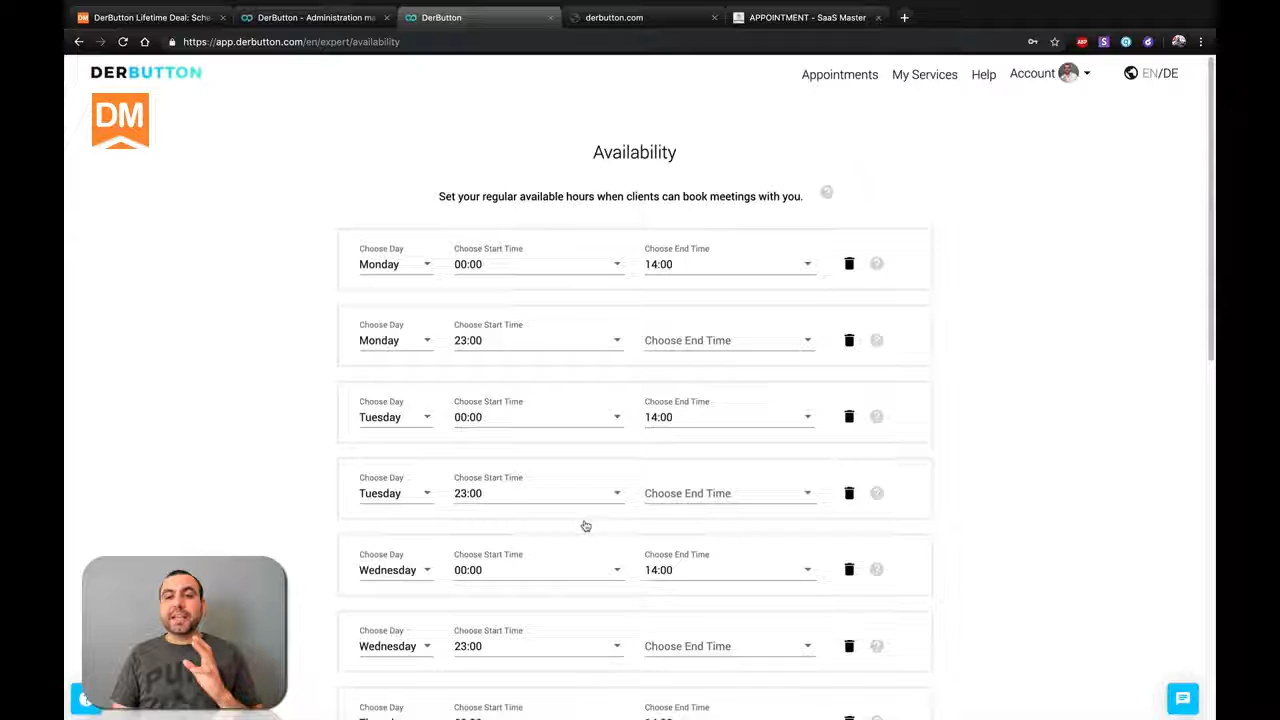 DerButton Lifetime Deal: Sche
DerButton - Administration ma
DerButton
derbutton.com
APPOINTMENT - SaaS Master
https://app.derbutton.com/en/expert/availability
ABP
S
DERBUTTON
Appointments
My Services
Help
Account
EN/DE
DM
Availability
Set your regular available hours when clients can book meetings with you.
Choose Day Choose Start Time Choose End Time
Monday 00:00 14:00
Choose Day Choose Start Time
Monday 23:00 Choose End Time
Choose Day Choose Start Time Choose End Time
Tuesday 00:00 14:00
Choose Day Choose Start Time
Tuesday 23:00 Choose End Time
Choose Day Choose Start Time Choose End Time
Wednesday 00:00 14:00
Choose Day Choose Start Time
Wednesday 23:00 Choose End Time